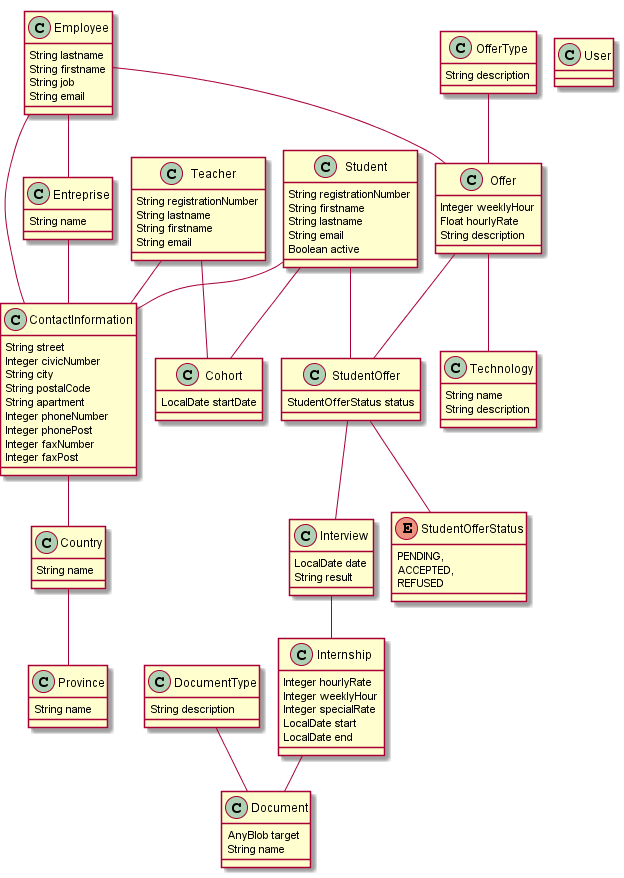 C Employee
String lastname
String firstname
String job
String email
C OfferType
String description
C User
C Entreprise
String name
C Teacher
String registrationNumber
String lastname
String firstname
String email
C Student
String registrationNumber
String firstname
String lastname
String email
Boolean active
C Offer
Integer weeklyHour
Float hourlyRate
String description
C ContactInformation
String street
Integer civicNumber
String city
String postalCode
String apartment
Integer phoneNumber
Integer phonePost
Integer faxNumber
Integer faxPost
C Cohort
LocalDate startDate
C StudentOffer
StudentOfferStatus status
C Technology
String name
String description
C Country
String name
C Interview
LocalDate date
String result
E StudentOfferStatus
PENDING,
ACCEPTED,
REFUSED
C Province
String name
C DocumentType
String description
C Internship
Integer hourlyRate
Integer weeklyHour
Integer specialRate
LocalDate start
LocalDate end
C Document
AnyBlob target
String name